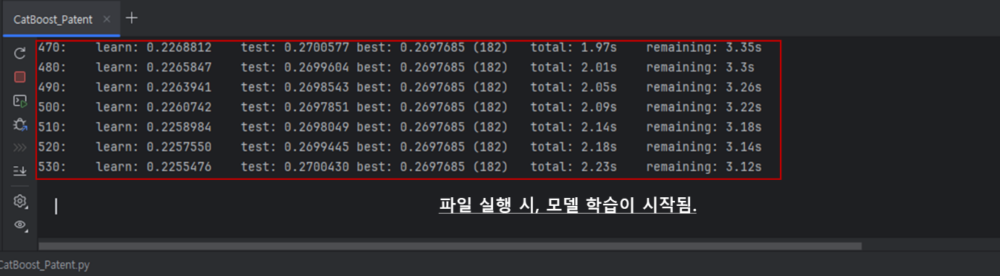 CatBoost_Patent × +
470: learn: 0.2268812 test: 0.2700577 best: 0.2697685 (182) total: 1.97s remaining: 3.35s
480: learn: 0.2265847 test: 0.2699604 best: 0.2697685 (182) total: 2.01s remaining: 3.3s
490: learn: 0.2263941 test: 0.2698543 best: 0.2697685 (182) total: 2.05s remaining: 3.26s
500: learn: 0.2260742 test: 0.2697851 best: 0.2697685 (182) total: 2.09s remaining: 3.22s
510: learn: 0.2258984 test: 0.2698049 best: 0.2697685 (182) total: 2.14s remaining: 3.18s
520: learn: 0.2257550 test: 0.2699445 best: 0.2697685 (182) total: 2.18s remaining: 3.14s
530: learn: 0.2255476 test: 0.2700430 best: 0.2697685 (182) total: 2.23s remaining: 3.12s
파일 실행 시, 모델 학습이 시작됨.
CatBoost_Patent.py